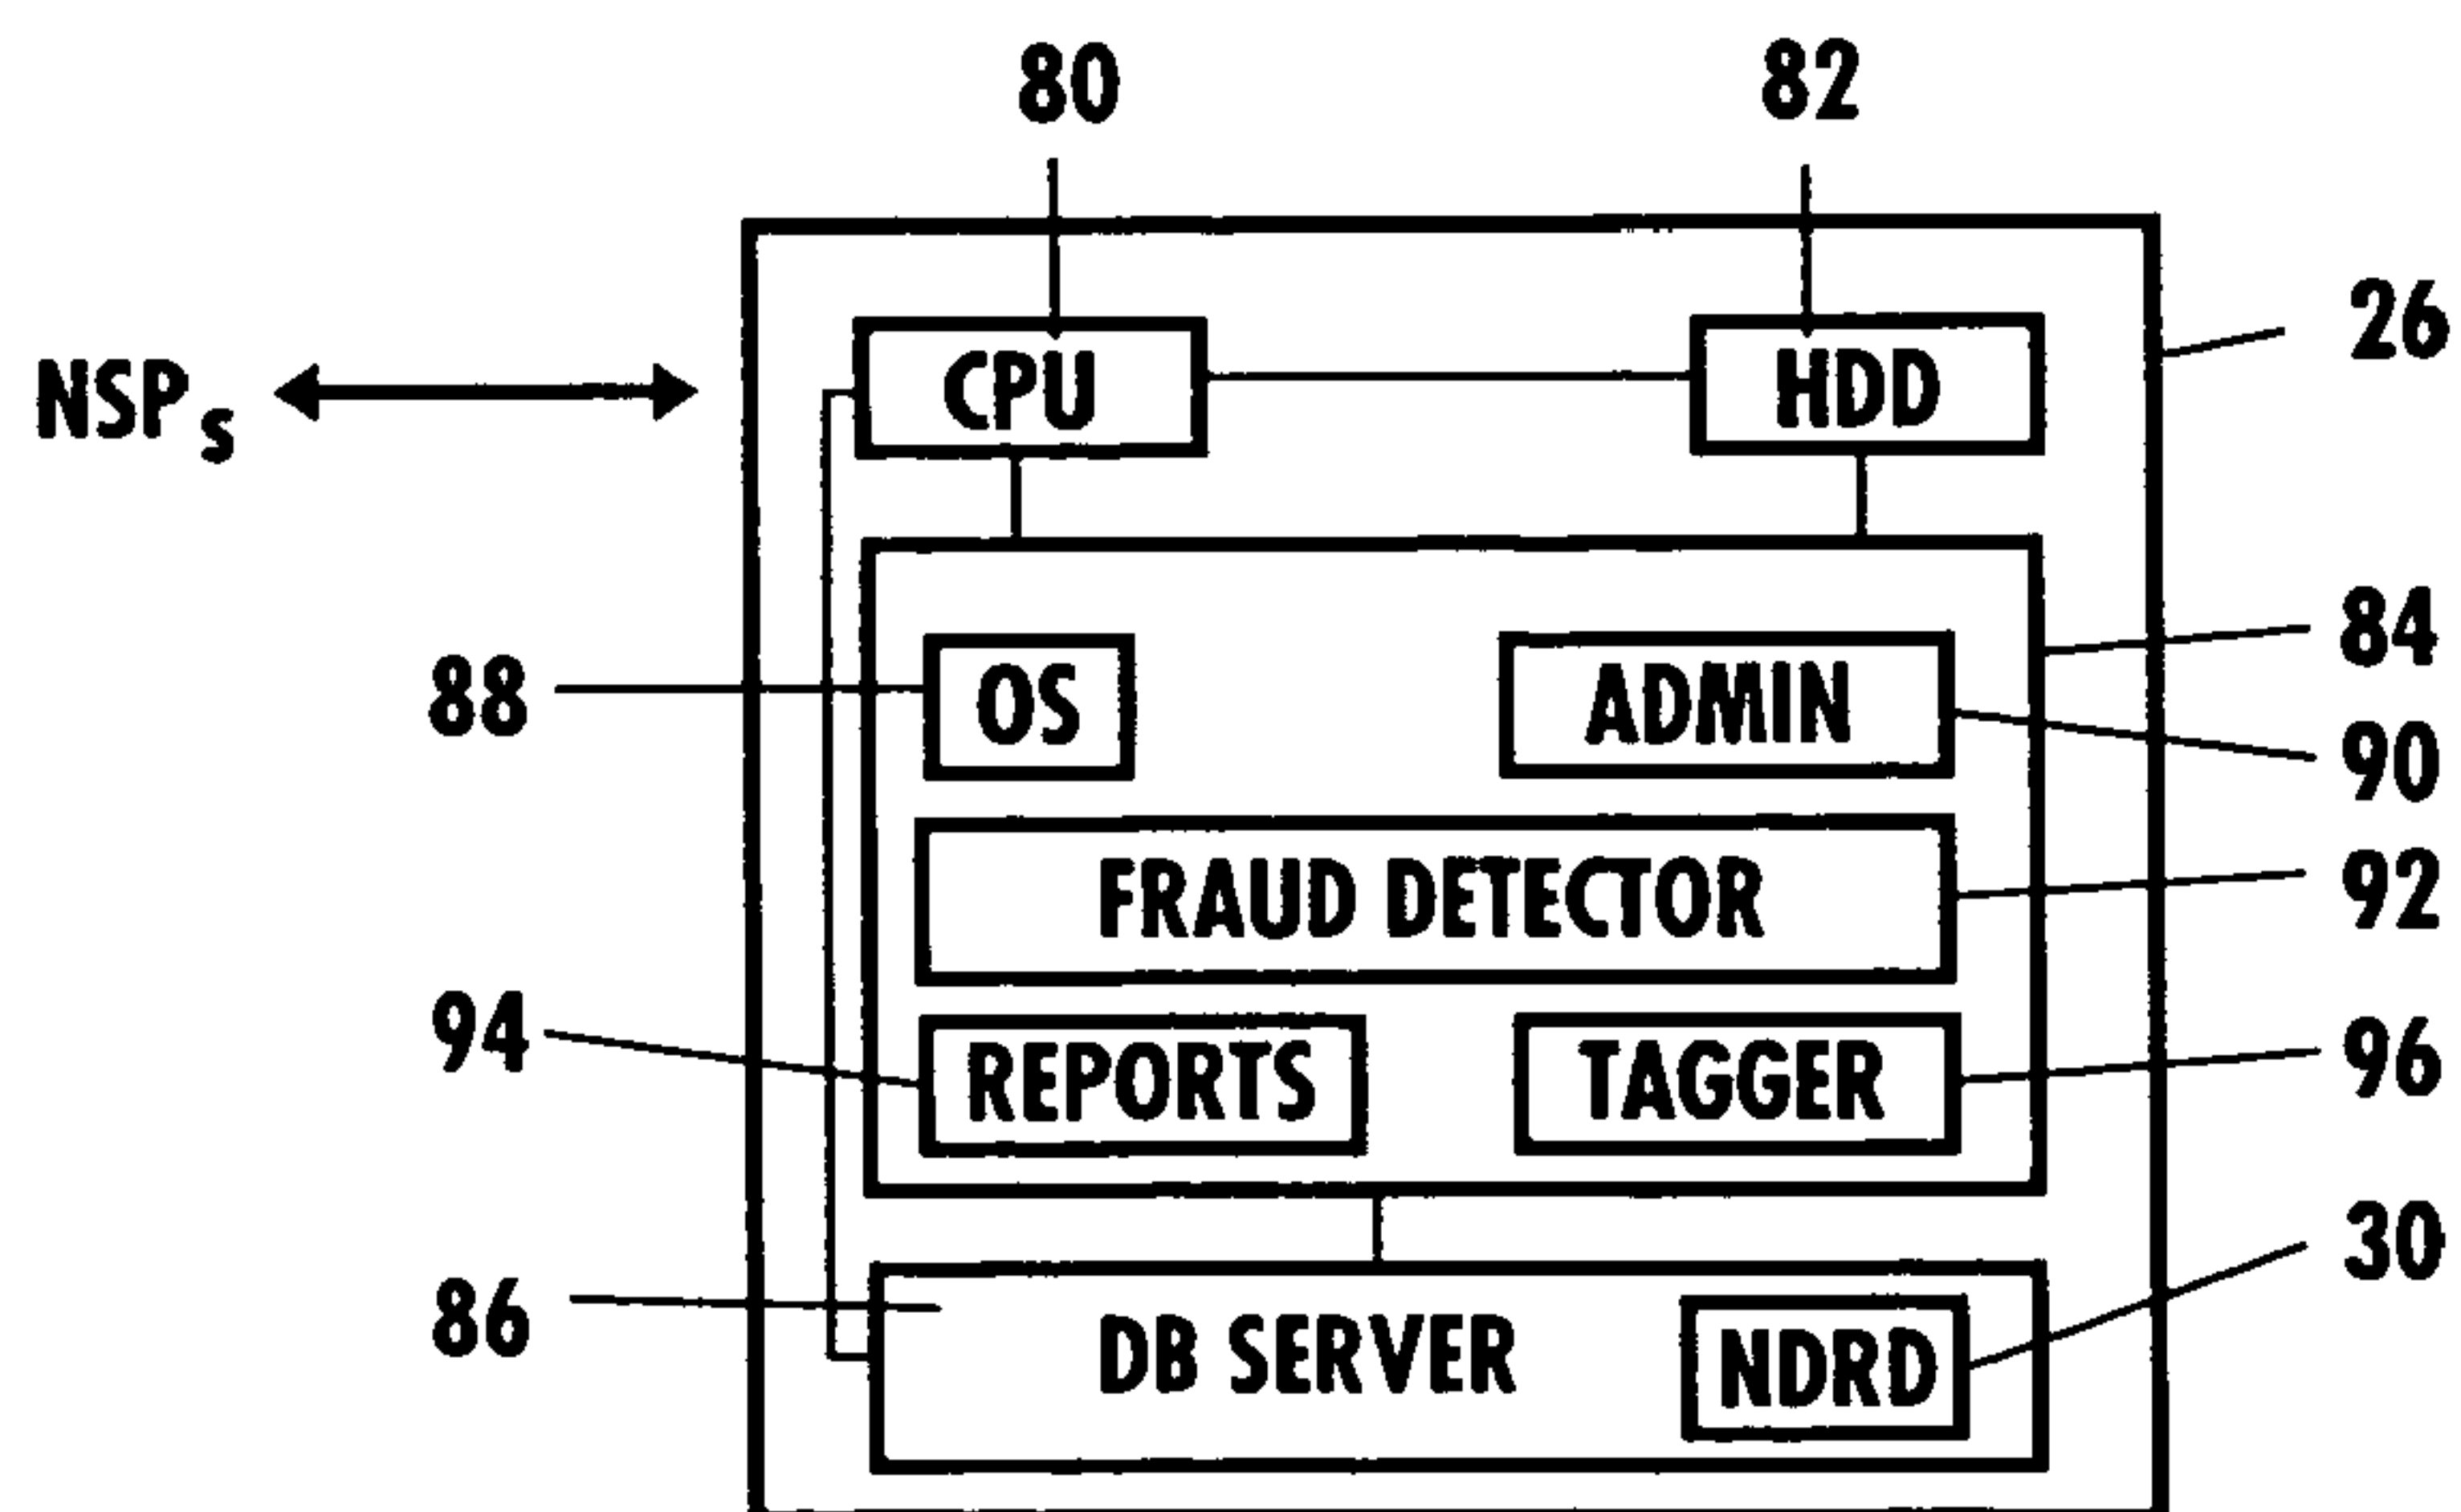 80 82
26
NSPs CPU HDD
84
88 OS ADMIN
90
FRAUD DETECTOR 92
94 REPORTS TAGGER 96
30
86 DB SERVER NDRD